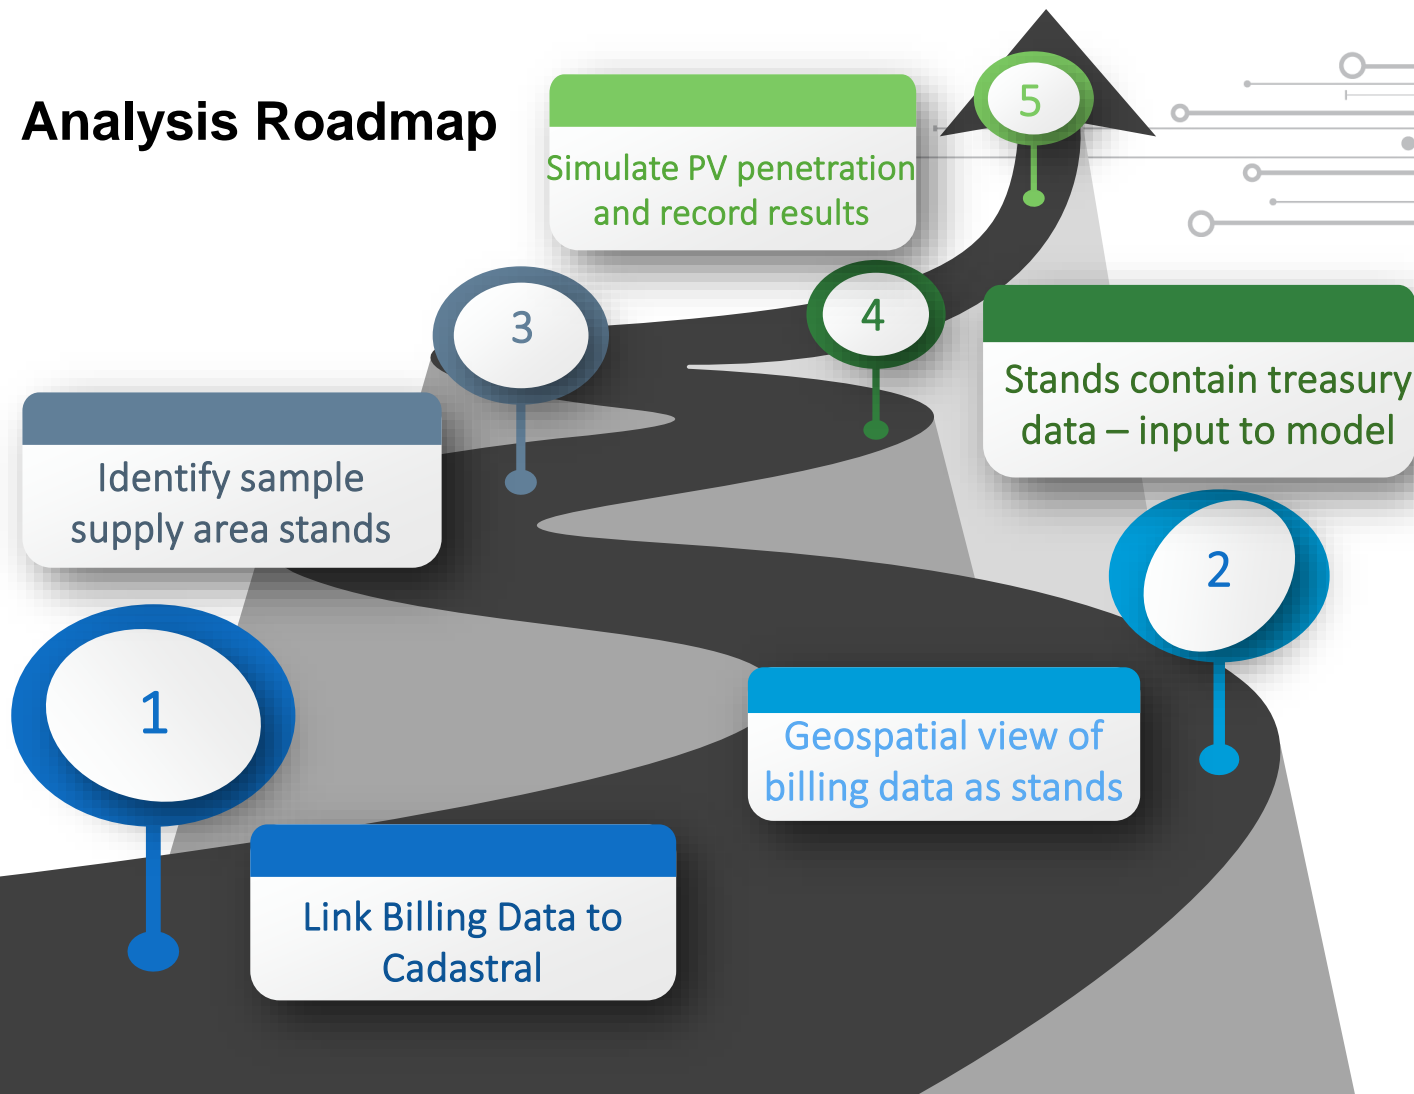 Analysis Roadmap
5
Simulate PV penetration
and record results
4
Stands contain treasury
data – input to model
3
Identify sample
supply area stands
2
Geospatial view of
billing data as stands
1
Link Billing Data to
Cadastral